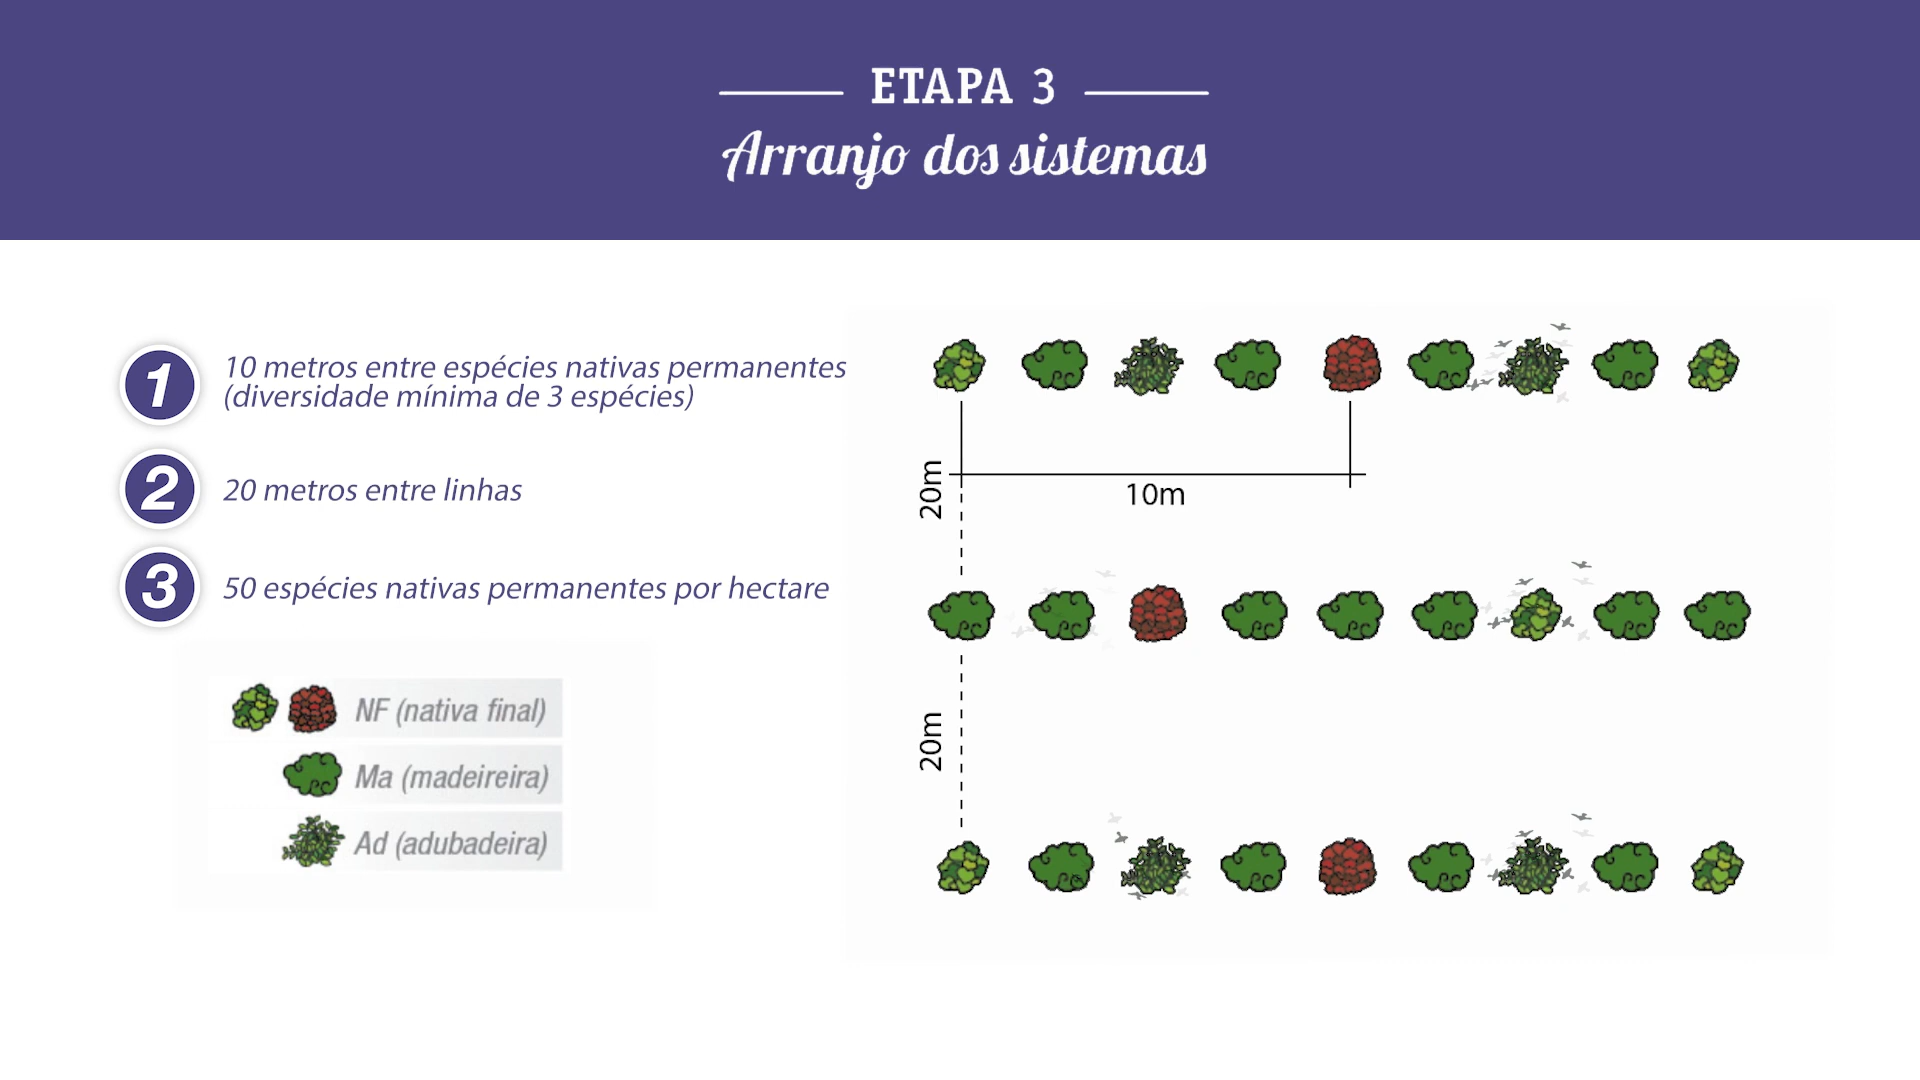 ETAPA 3
Arranjo dos sistemas
1
10 metros entre espécies nativas permanentes
(diversidade mínima de 3 espécies)
2
20 metros entre linhas
3
50 espécies nativas permanentes por hectare
NF (nativa final)
Ma (madeireira)
Ad (adubadeira)
20m
10m
20m